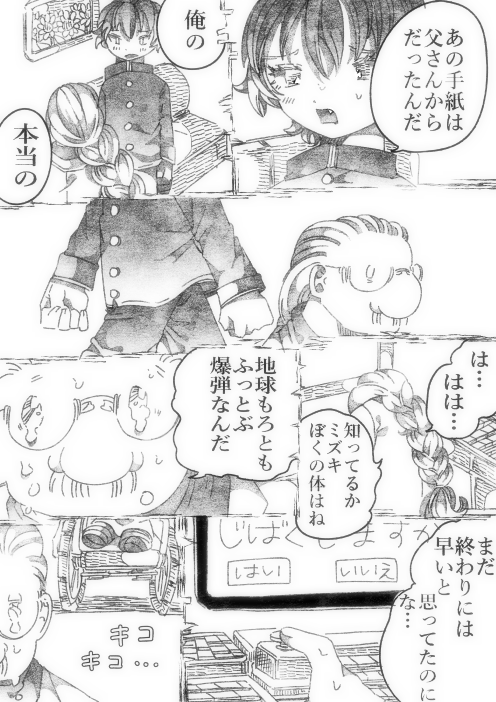 あの手紙は
父さんから
だったんだ
俺の
本当の
は…
はは…
知ってるか
ミズキ
ぼくの体はね
地球もろとも
ふっとぶ
爆弾なんだ
まだ
終わりには
早いと
思ってたのに
な…
じばくしますか
はい
いいえ
キコ
キコ…